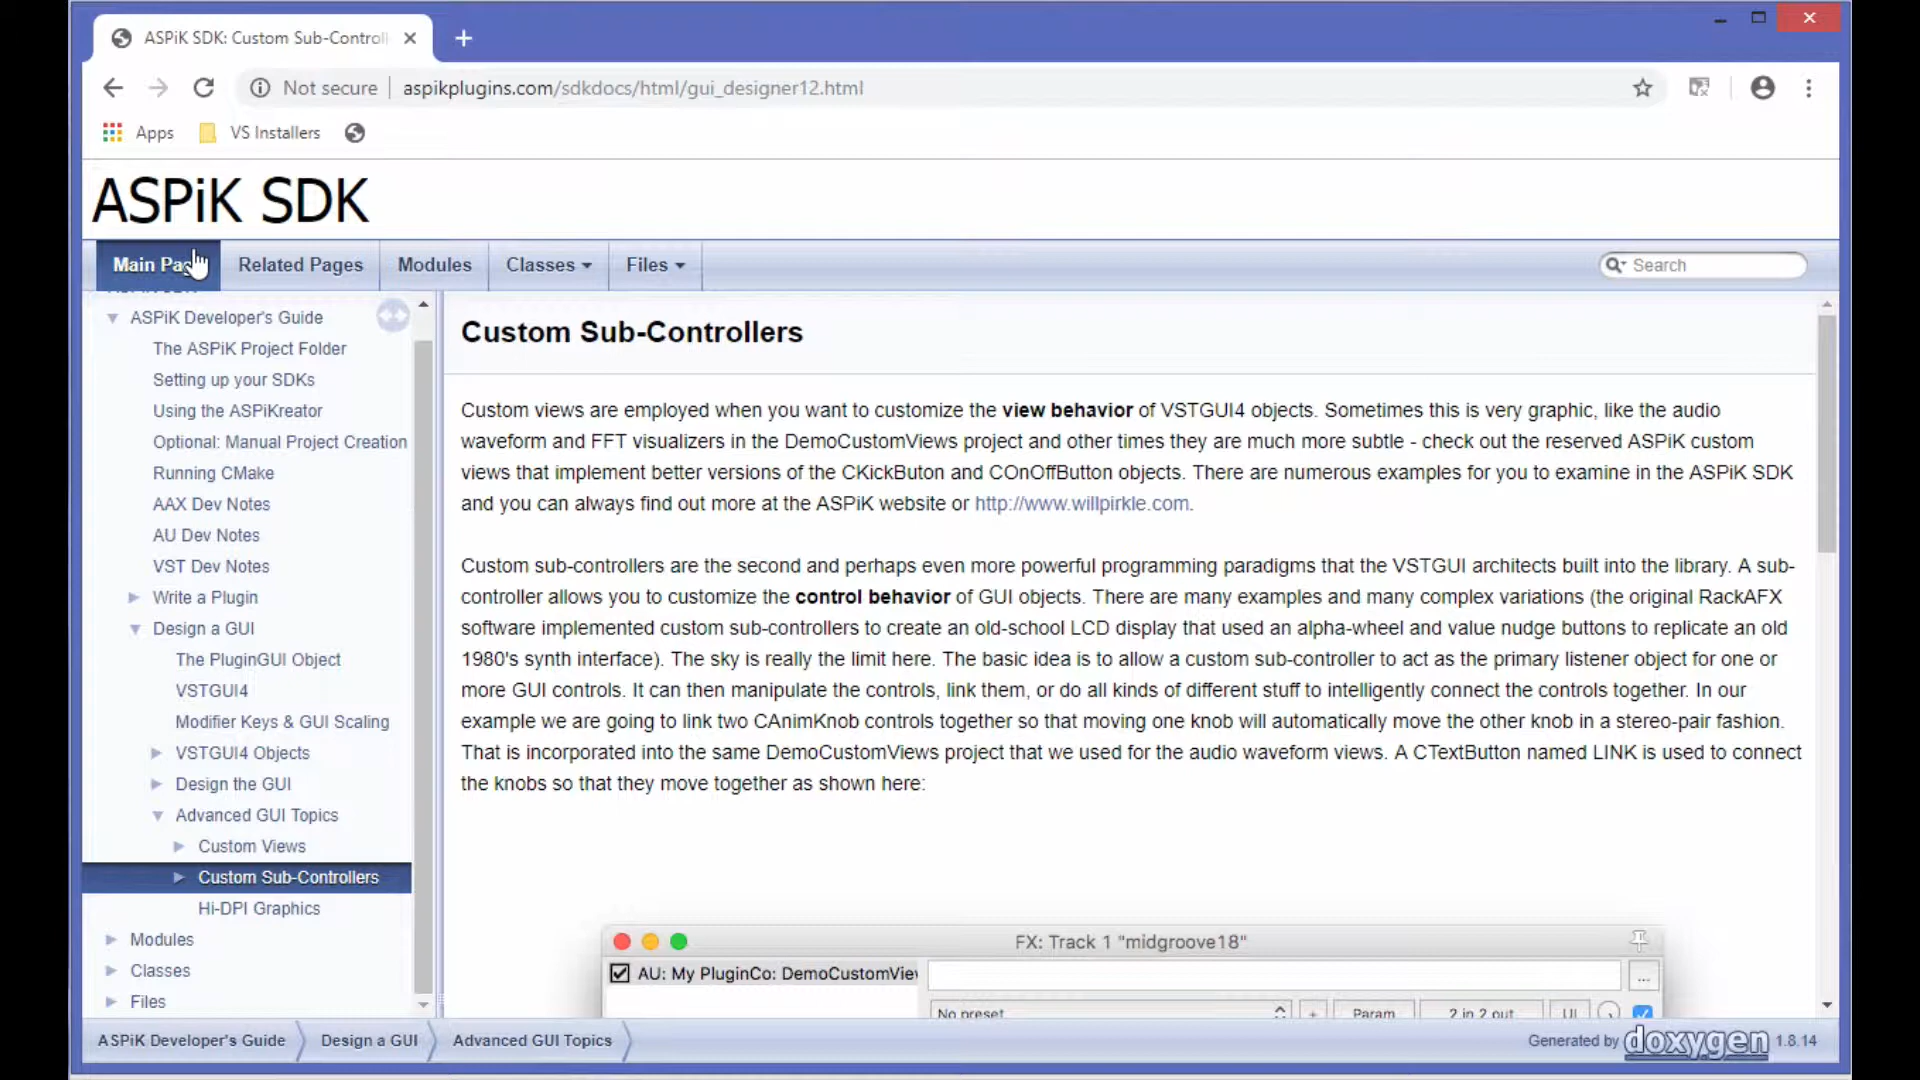 ASPiK SDK: Custom Sub-Controll
Not secure
aspikplugins.com/sdkdocs/html/gui_designer12.html
Apps
VS Installers
ASPiK SDK
Main Pag
Related Pages
Modules
Classes
Files
Search
ASPiK Developer's Guide
The ASPiK Project Folder
Setting up your SDKs
Using the ASPiKreator
Optional: Manual Project Creation
Running CMake
AAX Dev Notes
AU Dev Notes
VST Dev Notes
Write a Plugin
Design a GUI
The PluginGUI Object
VSTGUI4
Modifier Keys & GUI Scaling
VSTGUI4 Objects
Design the GUI
Advanced GUI Topics
Custom Views
Custom Sub-Controllers
Hi-DPI Graphics
Modules
Classes
Files
Custom Sub-Controllers
Custom views are employed when you want to customize the view behavior of VSTGUI4 objects. Sometimes this is very graphic, like the audio
waveform and FFT visualizers in the DemoCustomViews project and other times they are much more subtle - check out the reserved ASPiK custom
views that implement better versions of the CKickButon and COnOffButton objects. There are numerous examples for you to examine in the ASPiK SDK
and you can always find out more at the ASPiK website or http://www.willpirkle.com.
Custom sub-controllers are the second and perhaps even more powerful programming paradigms that the VSTGUI architects built into the library. A sub-
controller allows you to customize the control behavior of GUI objects. There are many examples and many complex variations (the original RackAFX
software implemented custom sub-controllers to create an old-school LCD display that used an alpha-wheel and value nudge buttons to replicate an old
1980's synth interface). The sky is really the limit here. The basic idea is to allow a custom sub-controller to act as the primary listener object for one or
more GUI controls. It can then manipulate the controls, link them, or do all kinds of different stuff to intelligently connect the controls together. In our
example we are going to link two CAnimKnob controls together so that moving one knob will automatically move the other knob in a stereo-pair fashion.
That is incorporated into the same DemoCustomViews project that we used for the audio waveform views. A CTextButton named LINK is used to connect
the knobs so that they move together as shown here:
FX: Track 1 "midgroove18"
AU: My PluginCo: DemoCustomView
...
No preset
+
Param
2 in 2 out
UI
ASPiK Developer's Guide
Design a GUI
Advanced GUI Topics
Generated by doxygen 1.8.14